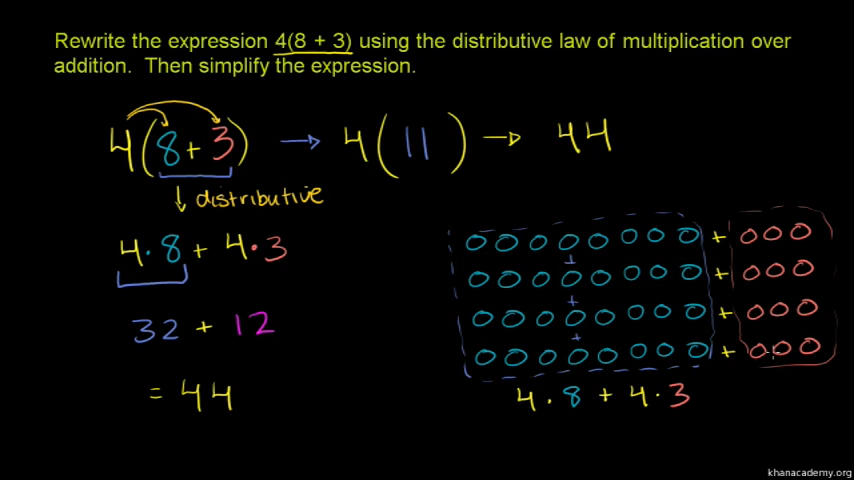 Rewrite the expression 4(8 + 3) using the distributive law of multiplication over
addition. Then simplify the expression.
4(8 + 3) → 4(11) → 44
↓ distributive
4·8 + 4·3
32 + 12
= 44
+
+
+
+
+
+
+
4·8 + 4·3
khanacademy.org